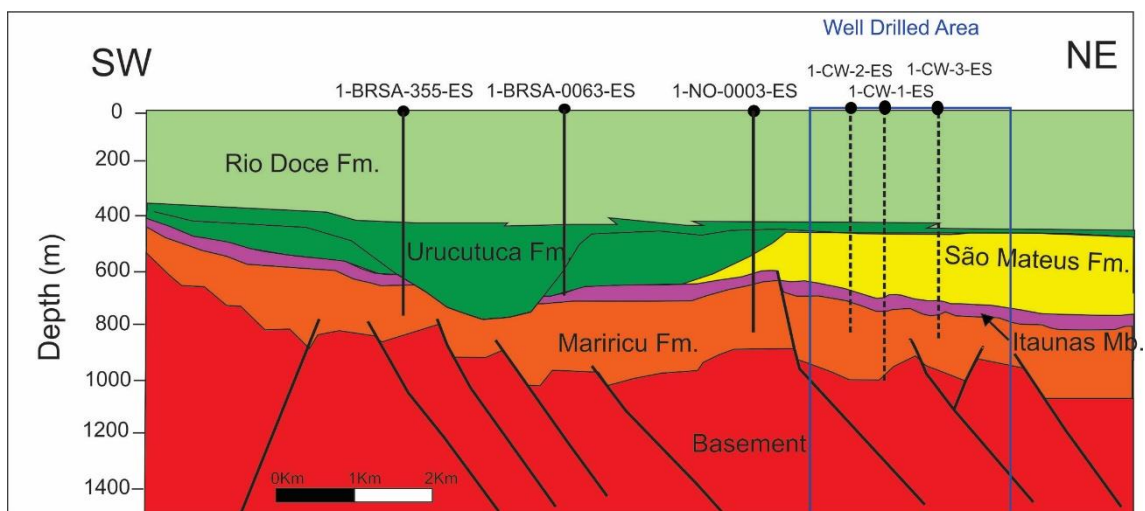 Well Drilled Area
SW
NE
1-CW-2-ES
1-CW-3-ES
1-BRSA-355-ES
1-BRSA-0063-ES
1-NO-0003-ES
1-CW-1-ES
0
200
400
600
800
1000
1200
1400
Depth (m)
Rio Doce Fm.
Urucutuca Fm
São Mateus Fm.
Mariricu Fm.
Itaunas Mb.
Basement
0Km
1Km
2Km